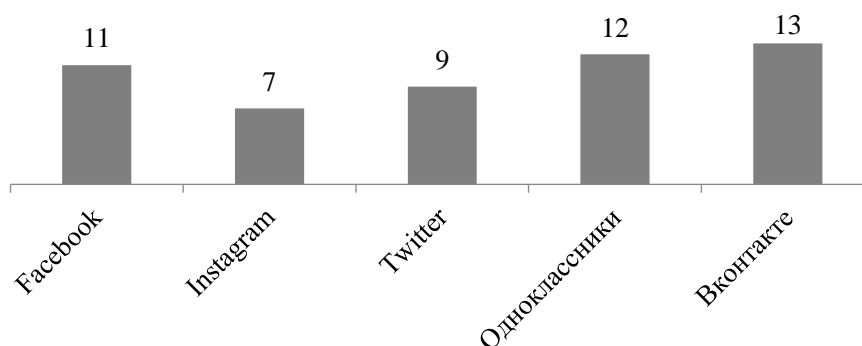 11
7
9
12
13
Facebook
Instagram
Twitter
Одноклассники
Вконтакте